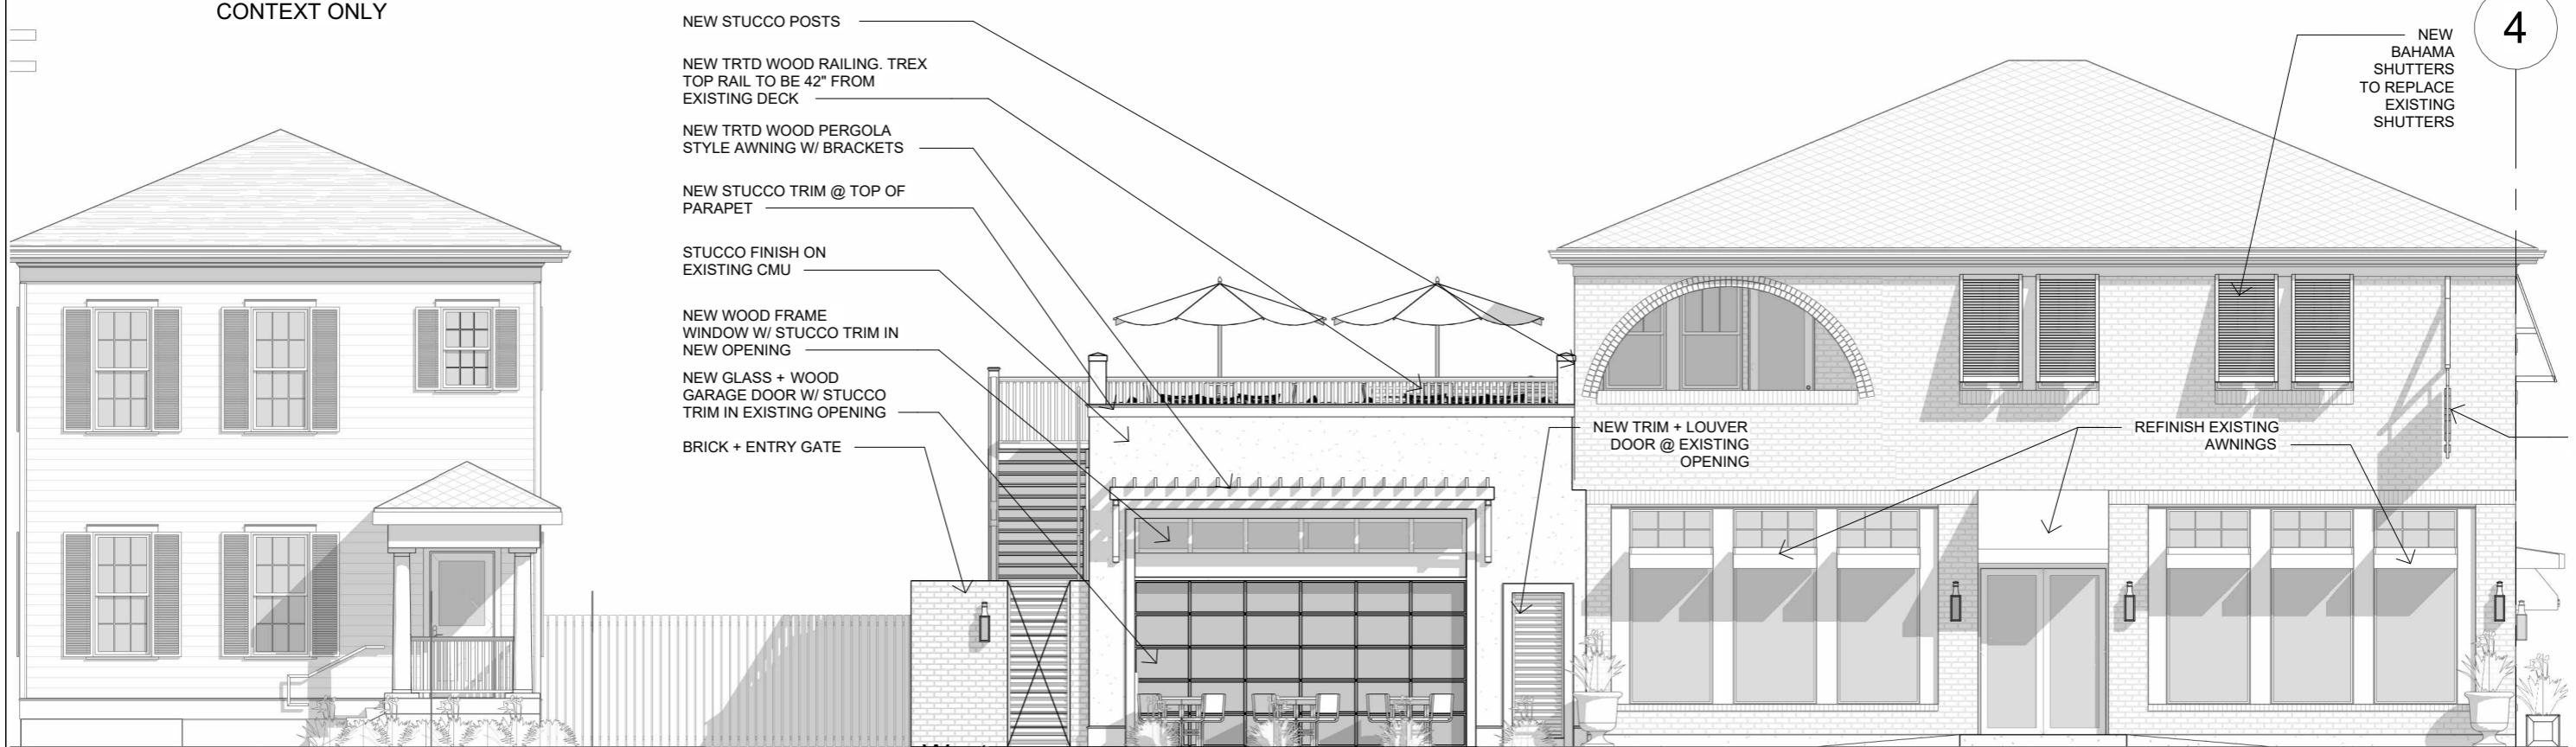 CONTEXT ONLY
NEW STUCCO POSTS
NEW TRTD WOOD RAILING. TREX
TOP RAIL TO BE 42" FROM
EXISTING DECK
NEW TRTD WOOD PERGOLA
STYLE AWNING W/ BRACKETS
NEW STUCCO TRIM @ TOP OF
PARAPET
STUCCO FINISH ON
EXISTING CMU
NEW WOOD FRAME
WINDOW W/ STUCCO TRIM IN
NEW OPENING
NEW GLASS + WOOD
GARAGE DOOR W/ STUCCO
TRIM IN EXISTING OPENING
BRICK + ENTRY GATE
NEW TRIM + LOUVER
DOOR @ EXISTING
OPENING
REFINISH EXISTING
AWNINGS
NEW
BAHAMA
SHUTTERS
TO REPLACE
EXISTING
SHUTTERS
4